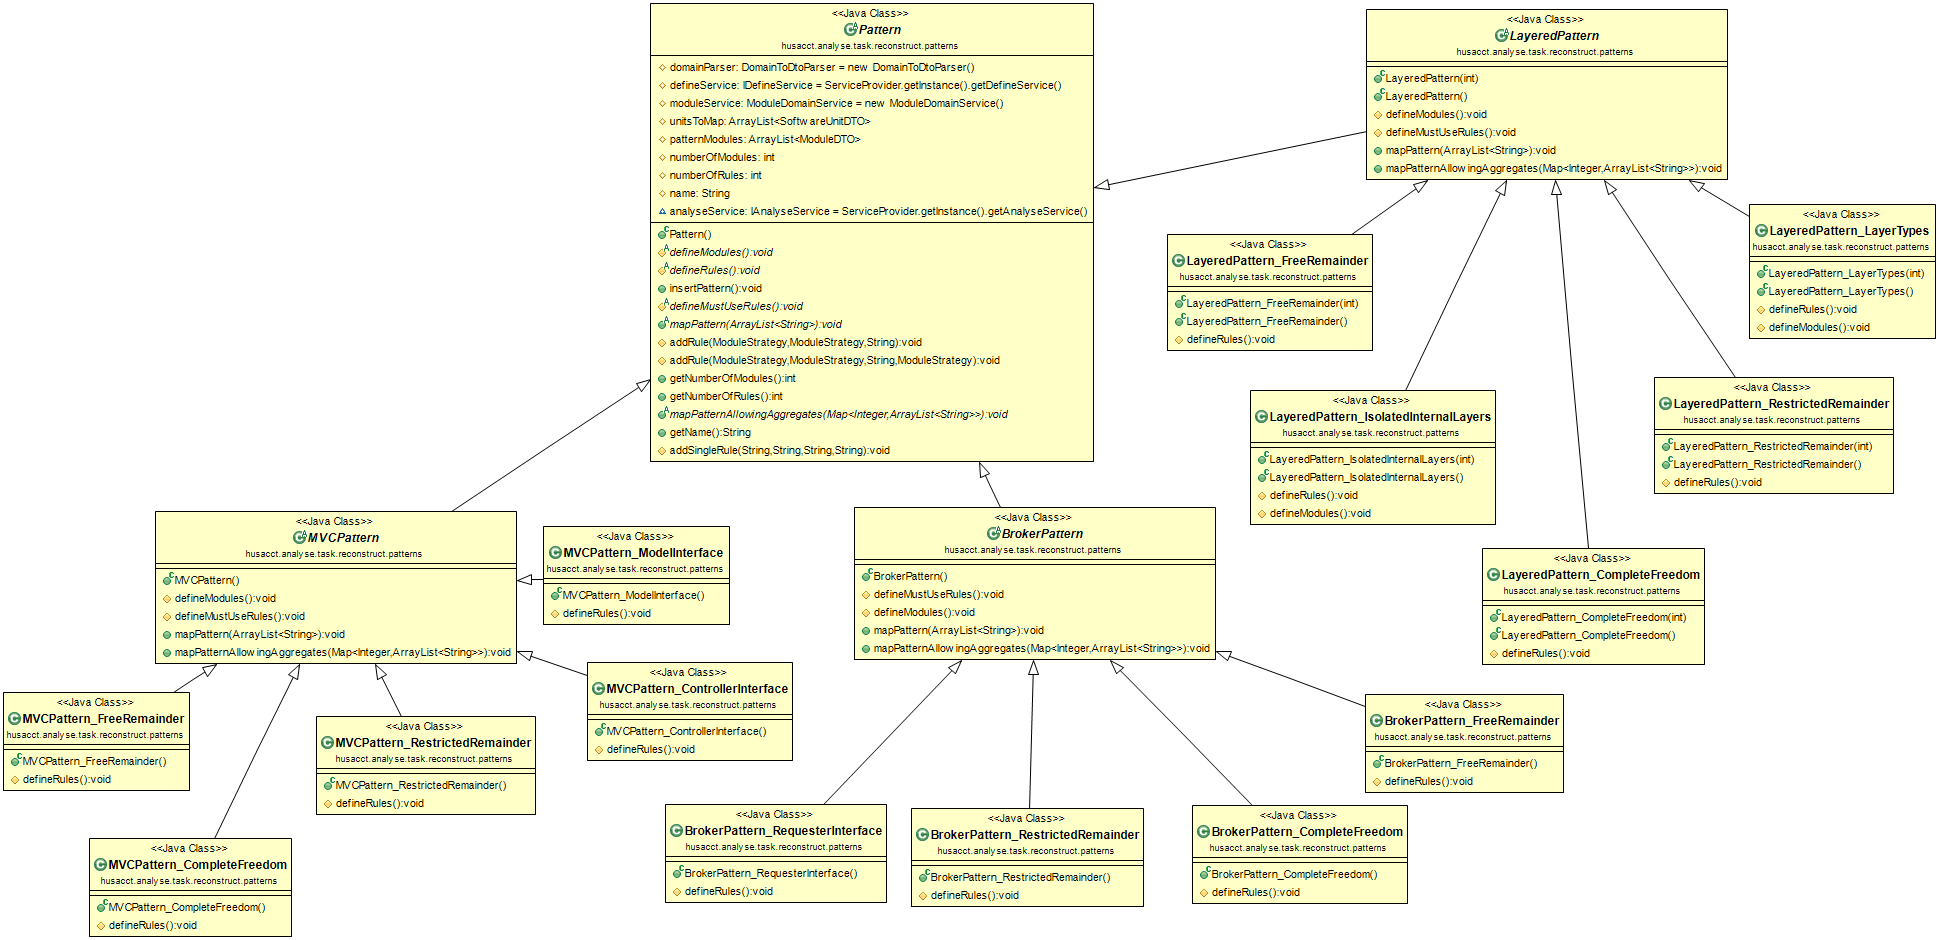 <<Java Class>>
Pattern
husacct.analyse.task.reconstruct.patterns
domainParser: DomainToDtoParser = new DomainToDtoParser()
defineService: IDefineService = ServiceProvider.getInstance().getDefineService()
moduleService: ModuleDomainService = new ModuleDomainService()
unitsToMap: ArrayList<SoftwareUnitDTO>
patternModules: ArrayList<ModuleDTO>
numberOfModules: int
numberOfRules: int
name: String
analyseService: IAnalyseService = ServiceProvider.getInstance().getAnalyseService()
Pattern()
defineModules():void
defineRules():void
insertPattern():void
defineMustUseRules():void
mapPattern(ArrayList<String>):void
addRule(ModuleStrategy,ModuleStrategy,String):void
addRule(ModuleStrategy,ModuleStrategy,String,ModuleStrategy):void
getNumberOfModules():int
getNumberOfRules():int
mapPatternAllowingAggregates(Map<Integer,ArrayList<String>>):void
getName():String
addSingleRule(String,String,String,String):void
<<Java Class>>
LayeredPattern
husacct.analyse.task.reconstruct.patterns
LayeredPattern(int)
LayeredPattern()
defineModules():void
defineMustUseRules():void
mapPattern(ArrayList<String>):void
mapPatternAllowingAggregates(Map<Integer,ArrayList<String>>):void
<<Java Class>>
LayeredPattern_FreeRemainder
husacct.analyse.task.reconstruct.patterns
LayeredPattern_FreeRemainder(int)
LayeredPattern_FreeRemainder()
defineRules():void
<<Java Class>>
LayeredPattern_LayerTypes
husacct.analyse.task.reconstruct.patterns
LayeredPattern_LayerTypes(int)
LayeredPattern_LayerTypes()
defineRules():void
defineModules():void
<<Java Class>>
LayeredPattern_IsolatedInternalLayers
husacct.analyse.task.reconstruct.patterns
LayeredPattern_IsolatedInternalLayers(int)
LayeredPattern_IsolatedInternalLayers()
defineRules():void
defineModules():void
<<Java Class>>
LayeredPattern_RestrictedRemainder
husacct.analyse.task.reconstruct.patterns
LayeredPattern_RestrictedRemainder(int)
LayeredPattern_RestrictedRemainder()
defineRules():void
<<Java Class>>
LayeredPattern_CompleteFreedom
husacct.analyse.task.reconstruct.patterns
LayeredPattern_CompleteFreedom(int)
LayeredPattern_CompleteFreedom()
defineRules():void
<<Java Class>>
MVCPattern
husacct.analyse.task.reconstruct.patterns
MVCPattern()
defineModules():void
defineMustUseRules():void
mapPattern(ArrayList<String>):void
mapPatternAllowingAggregates(Map<Integer,ArrayList<String>>):void
<<Java Class>>
MVCPattern_ModelInterface
husacct.analyse.task.reconstruct.patterns
MVCPattern_ModelInterface()
defineRules():void
<<Java Class>>
BrokerPattern
husacct.analyse.task.reconstruct.patterns
BrokerPattern()
defineMustUseRules():void
defineModules():void
mapPattern(ArrayList<String>):void
mapPatternAllowingAggregates(Map<Integer,ArrayList<String>>):void
<<Java Class>>
MVCPattern_ControllerInterface
husacct.analyse.task.reconstruct.patterns
MVCPattern_ControllerInterface()
defineRules():void
<<Java Class>>
MVCPattern_FreeRemainder
husacct.analyse.task.reconstruct.patterns
MVCPattern_FreeRemainder()
defineRules():void
<<Java Class>>
MVCPattern_RestrictedRemainder
husacct.analyse.task.reconstruct.patterns
MVCPattern_RestrictedRemainder()
defineRules():void
<<Java Class>>
MVCPattern_CompleteFreedom
husacct.analyse.task.reconstruct.patterns
MVCPattern_CompleteFreedom()
defineRules():void
<<Java Class>>
BrokerPattern_FreeRemainder
husacct.analyse.task.reconstruct.patterns
BrokerPattern_FreeRemainder()
defineRules():void
<<Java Class>>
BrokerPattern_RequesterInterface
husacct.analyse.task.reconstruct.patterns
BrokerPattern_RequesterInterface()
defineRules():void
<<Java Class>>
BrokerPattern_RestrictedRemainder
husacct.analyse.task.reconstruct.patterns
BrokerPattern_RestrictedRemainder()
defineRules():void
<<Java Class>>
BrokerPattern_CompleteFreedom
husacct.analyse.task.reconstruct.patterns
BrokerPattern_CompleteFreedom()
defineRules():void